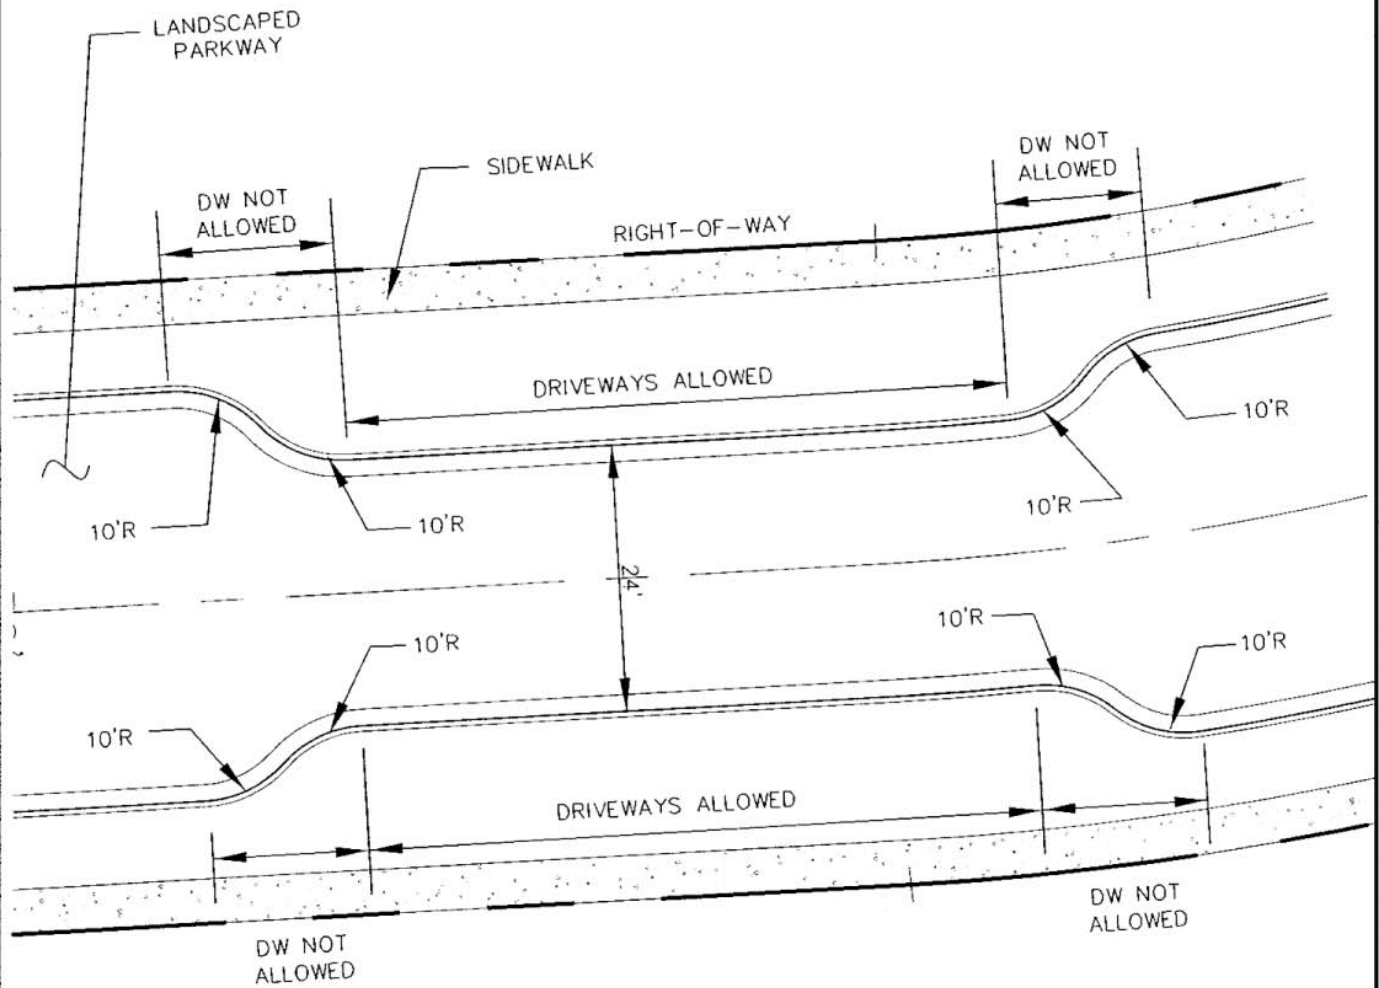 LANDSCAPED
PARKWAY
SIDEWALK
DW NOT
ALLOWED
DW NOT
ALLOWED
RIGHT-OF-WAY
DRIVEWAYS ALLOWED
10'R
10'R
10'R
10'R
24'
10'R
10'R
10'R
10'R
DRIVEWAYS ALLOWED
DW NOT
ALLOWED
DW NOT
ALLOWED